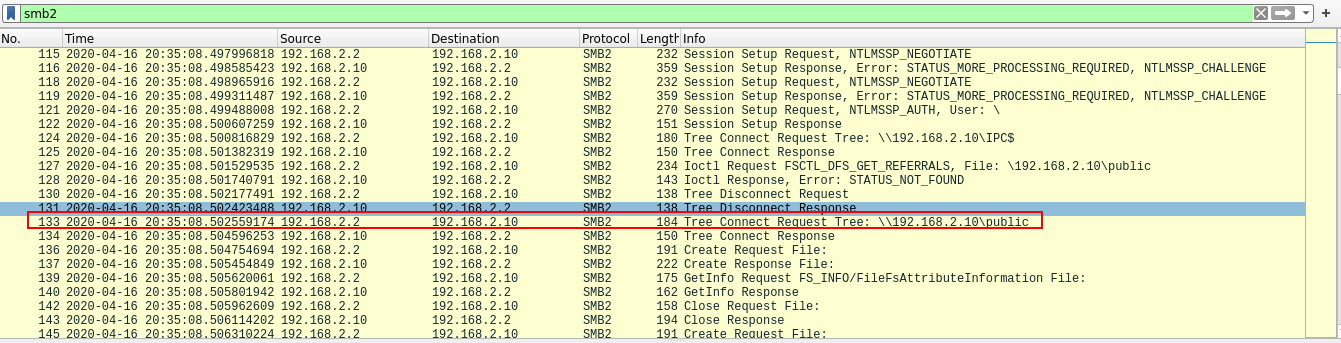 smb2
No. Time Source Destination Protocol Length Info
115 2020-04-16 20:35:08.497996818 192.168.2.2 192.168.2.10 SMB2 232 Session Setup Request, NTLMSSP_NEGOTIATE
116 2020-04-16 20:35:08.498585423 192.168.2.10 192.168.2.2 SMB2 359 Session Setup Response, Error: STATUS_MORE_PROCESSING_REQUIRED, NTLMSSP_CHALLENGE
118 2020-04-16 20:35:08.498965916 192.168.2.2 192.168.2.10 SMB2 232 Session Setup Request, NTLMSSP_NEGOTIATE
119 2020-04-16 20:35:08.499311487 192.168.2.10 192.168.2.2 SMB2 359 Session Setup Response, Error: STATUS_MORE_PROCESSING_REQUIRED, NTLMSSP_CHALLENGE
121 2020-04-16 20:35:08.499488008 192.168.2.2 192.168.2.10 SMB2 270 Session Setup Request, NTLMSSP_AUTH, User: \
122 2020-04-16 20:35:08.500607259 192.168.2.10 192.168.2.2 SMB2 151 Session Setup Response
124 2020-04-16 20:35:08.500816829 192.168.2.2 192.168.2.10 SMB2 180 Tree Connect Request Tree: \\192.168.2.10\IPC$
125 2020-04-16 20:35:08.501382319 192.168.2.10 192.168.2.2 SMB2 150 Tree Connect Response
127 2020-04-16 20:35:08.501529535 192.168.2.2 192.168.2.10 SMB2 234 Ioctl Request FSCTL_DFS_GET_REFERRALS, File: \192.168.2.10\public
128 2020-04-16 20:35:08.501740791 192.168.2.10 192.168.2.2 SMB2 143 Ioctl Response, Error: STATUS_NOT_FOUND
130 2020-04-16 20:35:08.502177491 192.168.2.2 192.168.2.10 SMB2 138 Tree Disconnect Request
131 2020-04-16 20:35:08.502423488 192.168.2.10 192.168.2.2 SMB2 138 Tree Disconnect Response
133 2020-04-16 20:35:08.502559174 192.168.2.2 192.168.2.10 SMB2 184 Tree Connect Request Tree: \\192.168.2.10\public
134 2020-04-16 20:35:08.504596253 192.168.2.10 192.168.2.2 SMB2 150 Tree Connect Response
136 2020-04-16 20:35:08.504754694 192.168.2.2 192.168.2.10 SMB2 191 Create Request File:
137 2020-04-16 20:35:08.505454849 192.168.2.10 192.168.2.2 SMB2 222 Create Response File:
139 2020-04-16 20:35:08.505620061 192.168.2.2 192.168.2.10 SMB2 175 GetInfo Request FS_INFO/FileFsAttributeInformation File:
140 2020-04-16 20:35:08.505801942 192.168.2.10 192.168.2.2 SMB2 162 GetInfo Response
142 2020-04-16 20:35:08.505962609 192.168.2.2 192.168.2.10 SMB2 158 Close Request File:
143 2020-04-16 20:35:08.506114202 192.168.2.10 192.168.2.2 SMB2 194 Close Response
145 2020-04-16 20:35:08.506310224 192.168.2.2 192.168.2.10 SMB2 191 Create Request File: